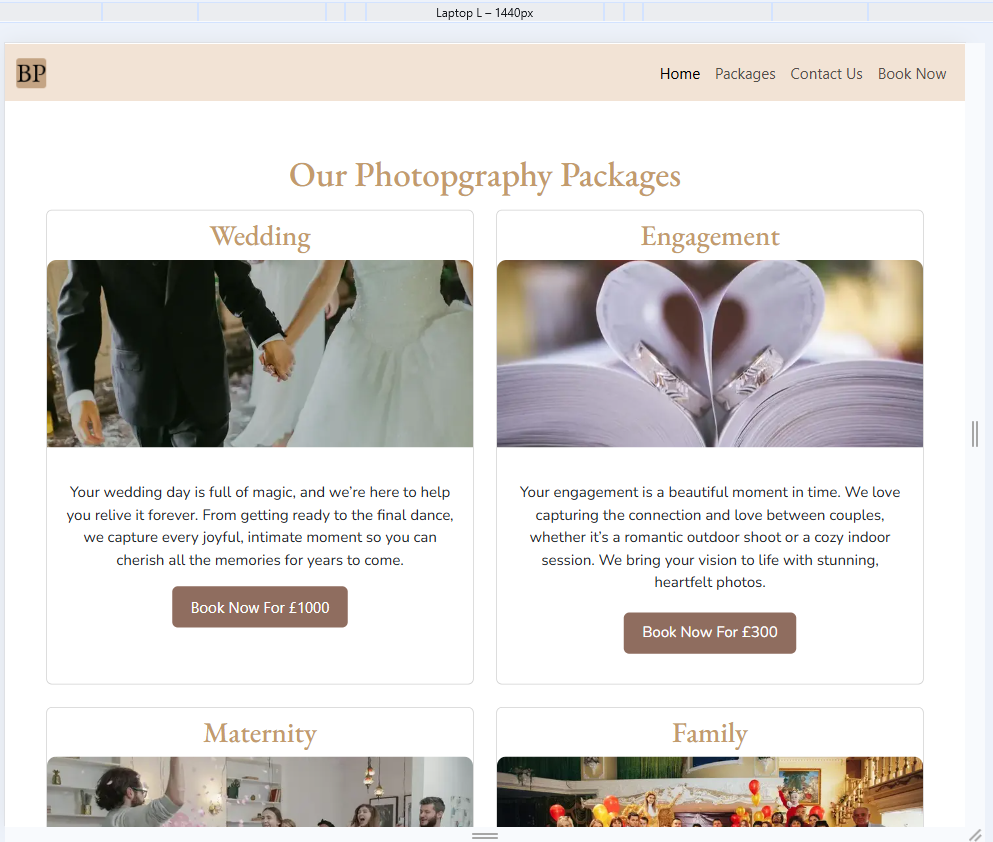 Laptop L – 1440px
BP
Home Packages Contact Us Book Now
Our Photopgraphy Packages
Wedding
Engagement
Your wedding day is full of magic, and we’re here to help
you relive it forever. From getting ready to the final dance,
we capture every joyful, intimate moment so you can
cherish all the memories for years to come.
Book Now For £1000
Your engagement is a beautiful moment in time. We love
capturing the connection and love between couples,
whether it’s a romantic outdoor shoot or a cozy indoor
session. We bring your vision to life with stunning,
heartfelt photos.
Book Now For £300
Maternity
Family